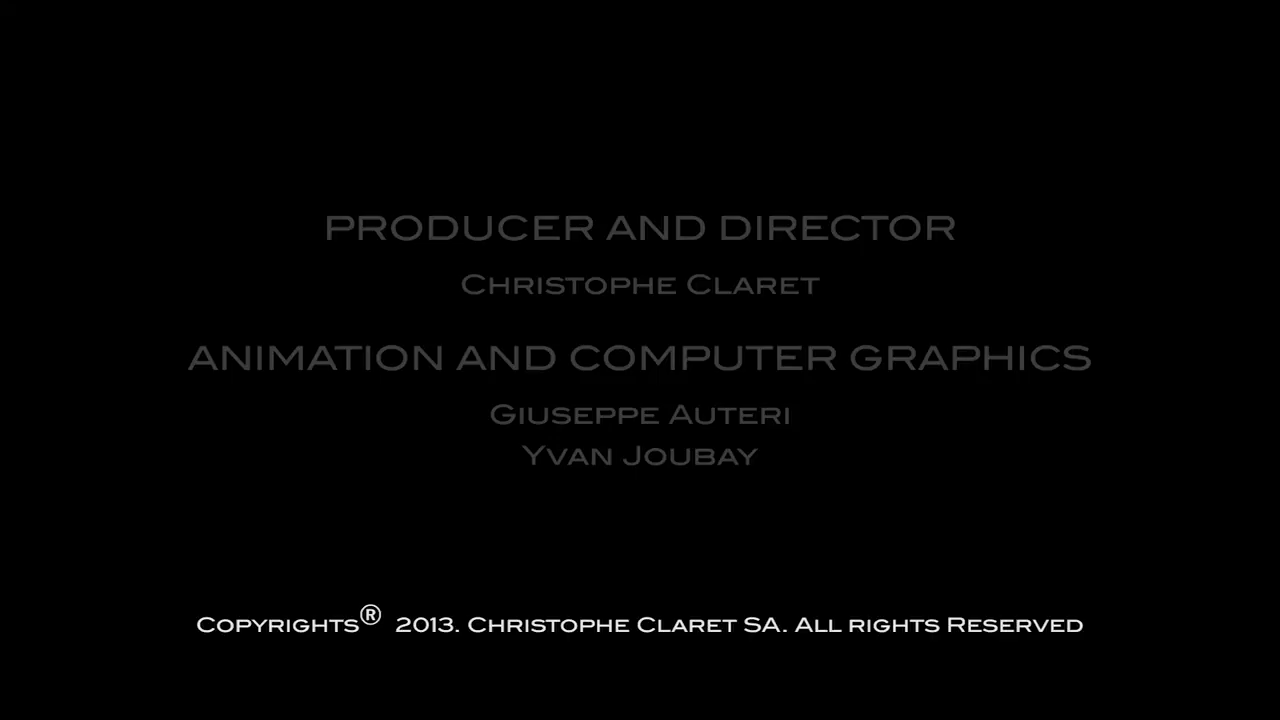 PRODUCER AND DIRECTOR
Christophe Claret
ANIMATION AND COMPUTER GRAPHICS
Giuseppe Auteri
Yvan Joubay
Copyrights® 2013. Christophe Claret SA. All rights Reserved